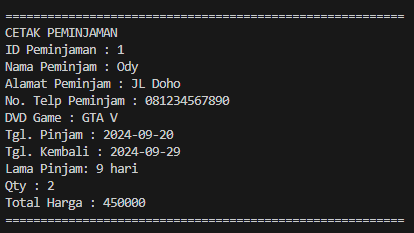 =========================================================
CETAK PEMINJAMAN
ID Peminjaman : 1
Nama Peminjam : Ody
Alamat Peminjam : JL Doho
No. Telp Peminjam : 081234567890
DVD Game : GTA V
Tgl. Pinjam : 2024-09-20
Tgl. Kembali : 2024-09-29
Lama Pinjam: 9 hari
Qty : 2
Total Harga : 450000
=========================================================